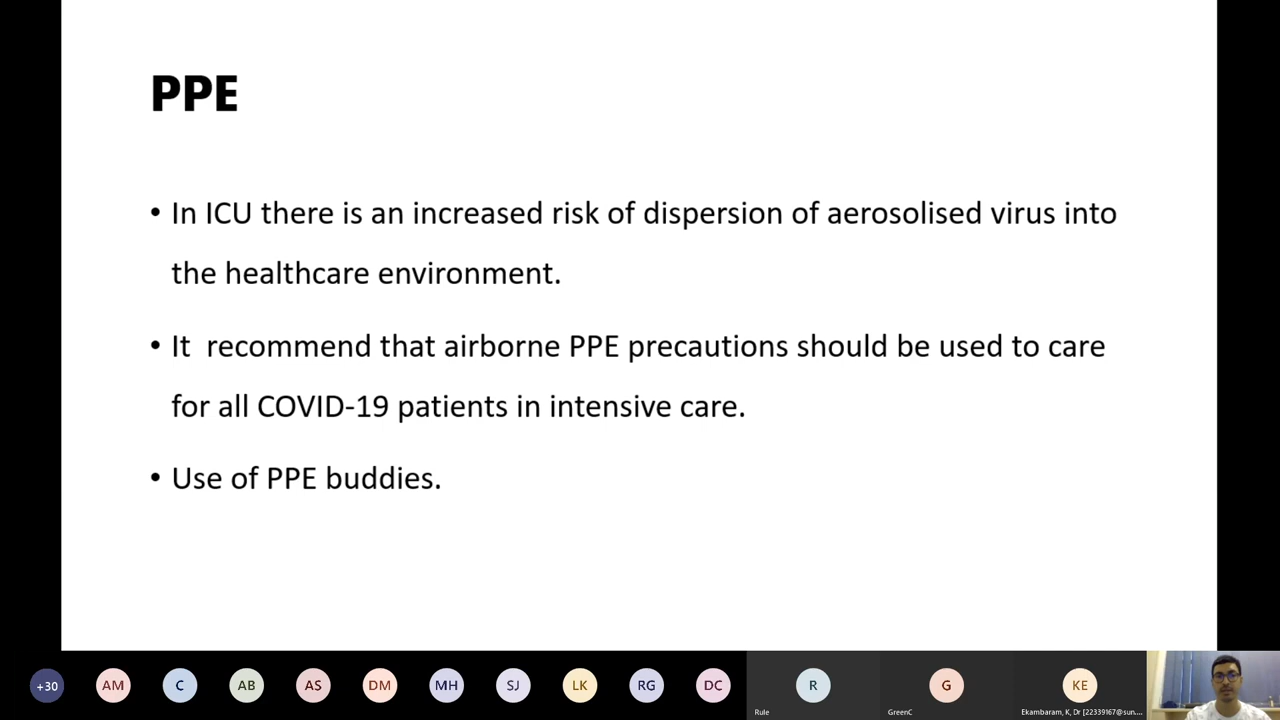 PPE
• In ICU there is an increased risk of dispersion of aerosolised virus into
the healthcare environment.
• It  recommend that airborne PPE precautions should be used to care
for all COVID-19 patients in intensive care.
• Use of PPE buddies.
+30 AM C AB AS DM MH SJ LK RG DC R G KE
Rule GreenC Ekambaram, K, Dr [22339167@sun....